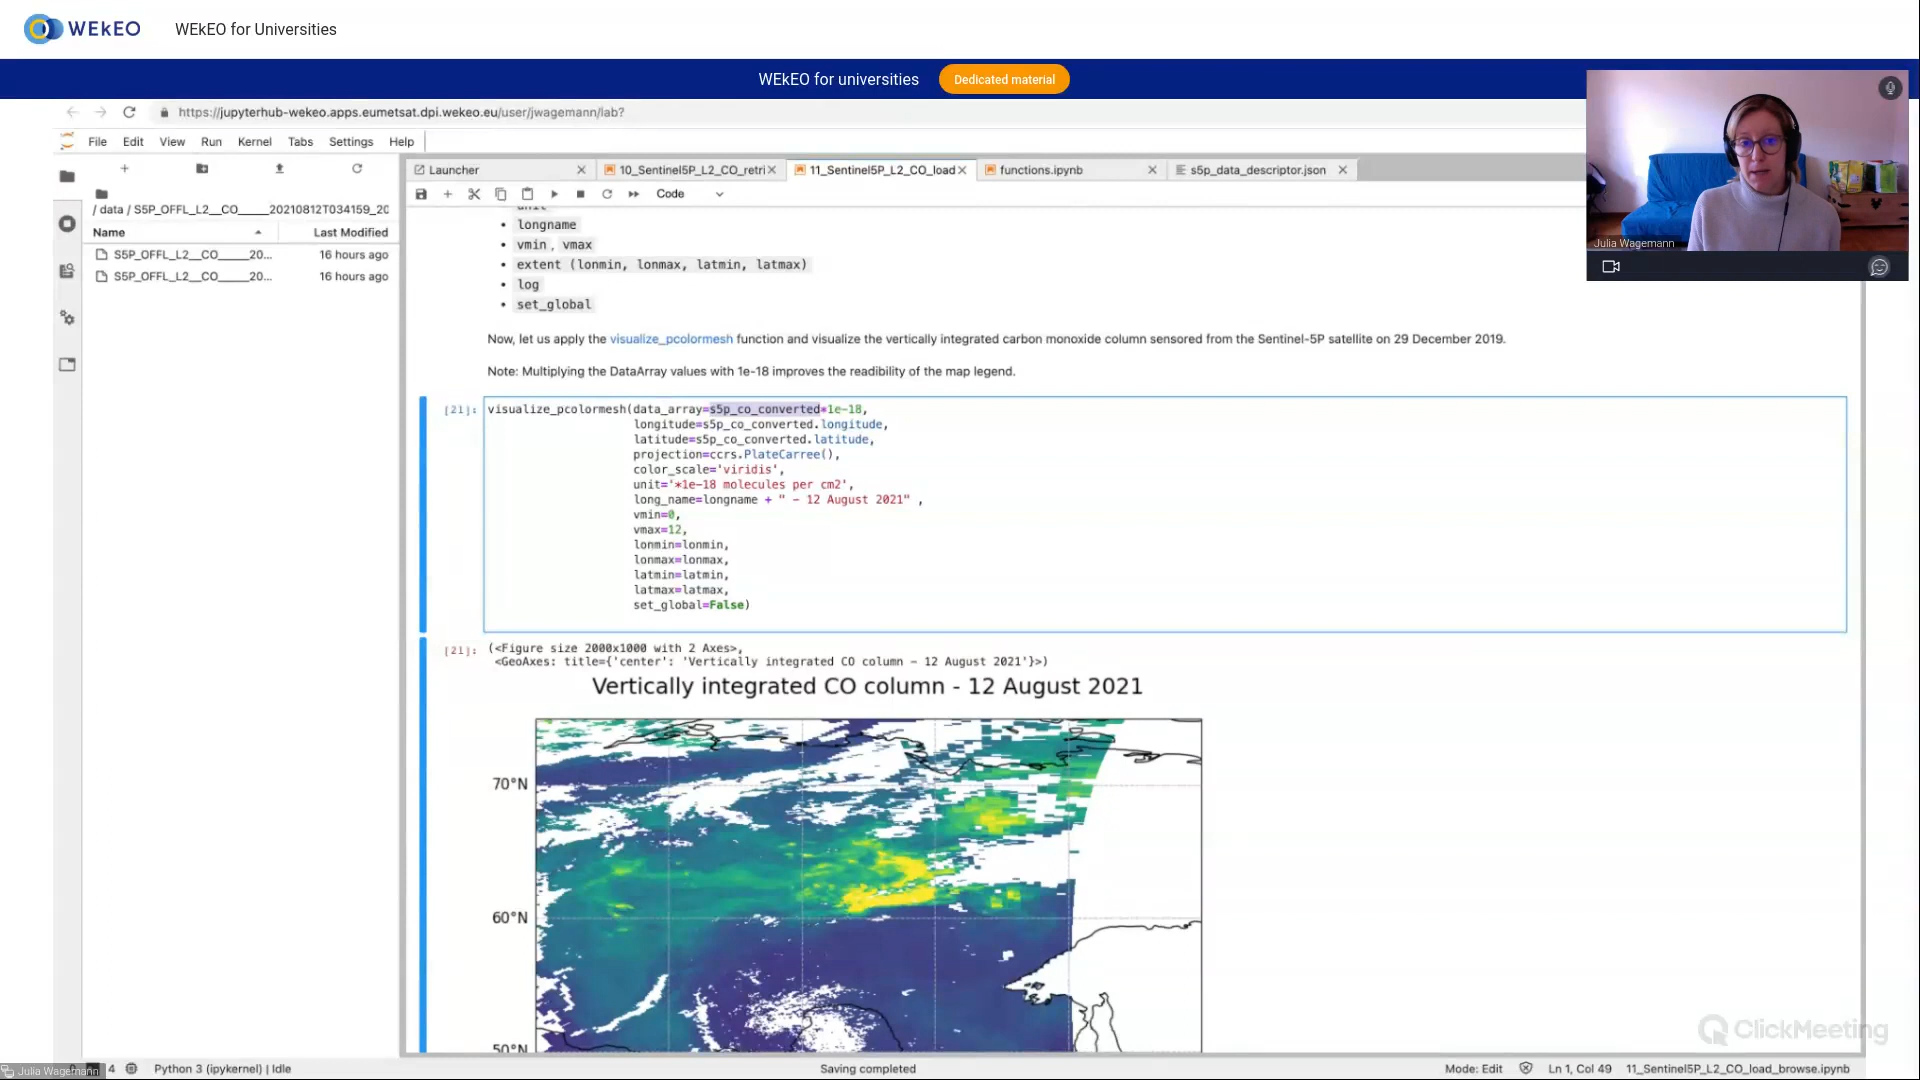 WEkEO WEkEO for Universities
WEkEO for universities Dedicated material
https://jupyterhub-wekeo.apps.eumetsat.dpi.wekeo.eu/user/jwagemann/lab?
File Edit View Run Kernel Tabs Settings Help
Launcher 10_Sentinel5P_L2_CO_retri 11_Sentinel5P_L2_CO_load functions.ipynb s5p_data_descriptor.json
Code
/ data / S5P_OFFL_L2__CO_____20210812T034159_20
Name Last Modified
S5P_OFFL_L2__CO_____20... 16 hours ago
S5P_OFFL_L2__CO_____20... 16 hours ago
Julia Wagemann
unit
• longname
• vmin, vmax
• extent (lonmin, lonmax, latmin, latmax)
• log
• set_global
Now, let us apply the visualize_pcolormesh function and visualize the vertically integrated carbon monoxide column sensored from the Sentinel-5P satellite on 29 December 2019.
Note: Multiplying the DataArray values with 1e-18 improves the readibility of the map legend.
[21]: visualize_pcolormesh(data_array=s5p_co_converted*1e-18,
longitude=s5p_co_converted.longitude,
latitude=s5p_co_converted.latitude,
projection=ccrs.PlateCarree(),
color_scale='viridis',
unit='*1e-18 molecules per cm2',
long_name=longname + " - 12 August 2021" ,
vmin=0,
vmax=12,
lonmin=lonmin,
lonmax=lonmax,
latmin=latmin,
latmax=latmax,
set_global=False)
[21]: (<Figure size 2000x1000 with 2 Axes>,
<GeoAxes: title={'center': 'Vertically integrated CO column - 12 August 2021'}>)
Vertically integrated CO column - 12 August 2021
70°N
60°N
50°N
ClickMeeting
Julia Wagemann 4 Python 3 (ipykernel) | Idle Saving completed Mode: Edit Ln 1, Col 49 11_Sentinel5P_L2_CO_load_browse.ipynb